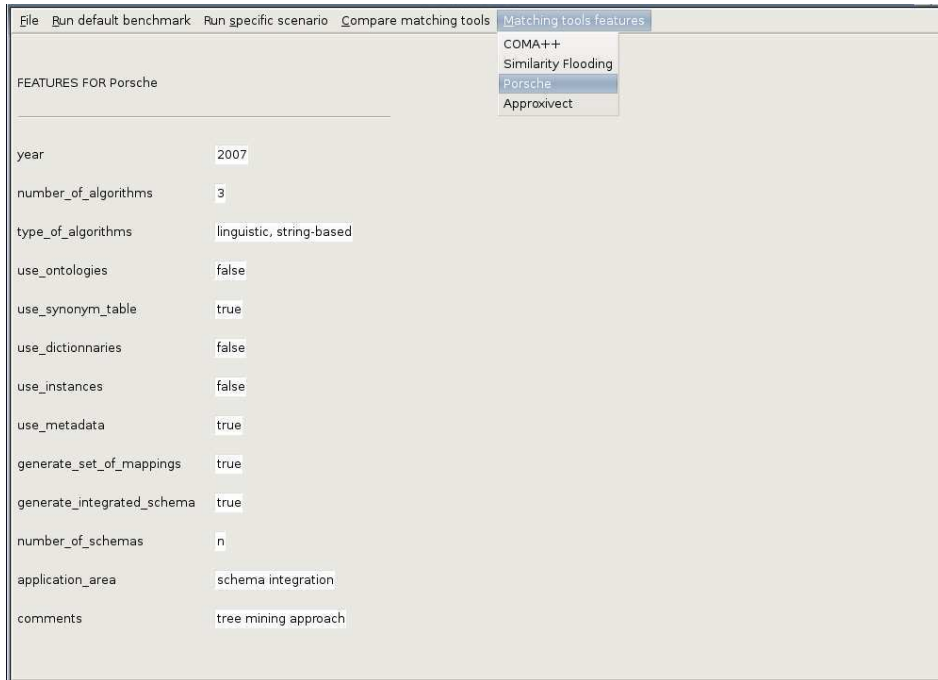 File Run default benchmark Run specific scenario Compare matching tools Matching tools features
COMA++
Similarity Flooding
Porsche
Approxivect
FEATURES FOR Porsche
year 2007
number_of_algorithms 3
type_of_algorithms linguistic, string-based
use_ontologies false
use_synonym_table true
use_dictionnaries false
use_instances false
use_metadata true
generate_set_of_mappings true
generate_integrated_schema true
number_of_schemas n
application_area schema integration
comments tree mining approach